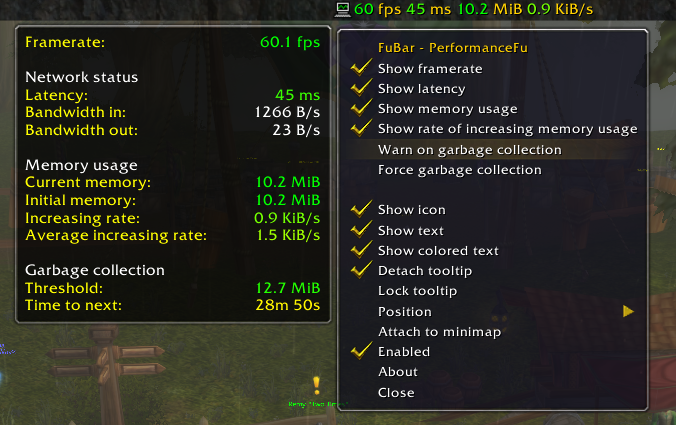 60 fps 45 ms 10.2 MiB 0.9 KiB/s
Framerate: 60.1 fps
Network status
Latency: 45 ms
Bandwidth in: 1266 B/s
Bandwidth out: 23 B/s
Memory usage
Current memory: 10.2 MiB
Initial memory: 10.2 MiB
Increasing rate: 0.9 KiB/s
Average increasing rate: 1.5 KiB/s
Garbage collection
Threshold: 12.7 MiB
Time to next: 28m 50s
FuBar - PerformanceFu
Show framerate
Show latency
Show memory usage
Show rate of increasing memory usage
Warn on garbage collection
Force garbage collection
Show icon
Show text
Show colored text
Detach tooltip
Lock tooltip
Position
Attach to minimap
Enabled
About
Close
Remy "Two